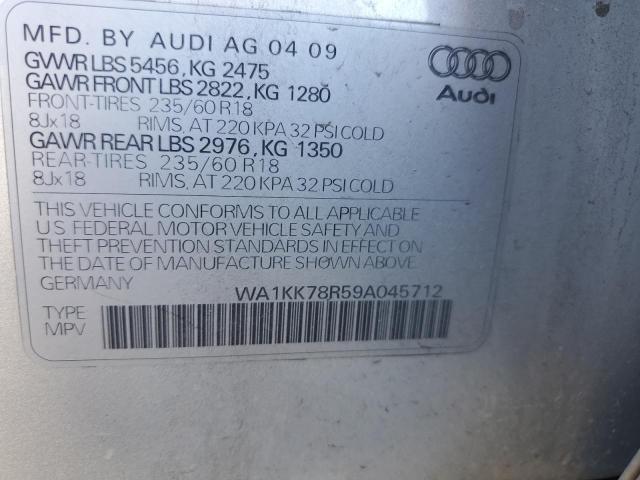 MFD. BY AUDI AG 04 09
GVWR LBS 5456, KG 2475
GAWR FRONT LBS 2822, KG 1280
FRONT-TIRES 235/60 R18
8Jx18 RIMS, AT 220 KPA 32 PSI COLD
GAWR REAR LBS 2976, KG 1350
REAR-TIRES 235/60 R18
8Jx18 RIMS, AT 220 KPA 32 PSI COLD
Audi
THIS VEHICLE CONFORMS TO ALL APPLICABLE
U.S. FEDERAL MOTOR VEHICLE SAFETY AND
THEFT PREVENTION STANDARDS IN EFFECT ON
THE DATE OF MANUFACTURE SHOWN ABOVE.
GERMANY WA1KK78R59A045712
TYPE
MPV